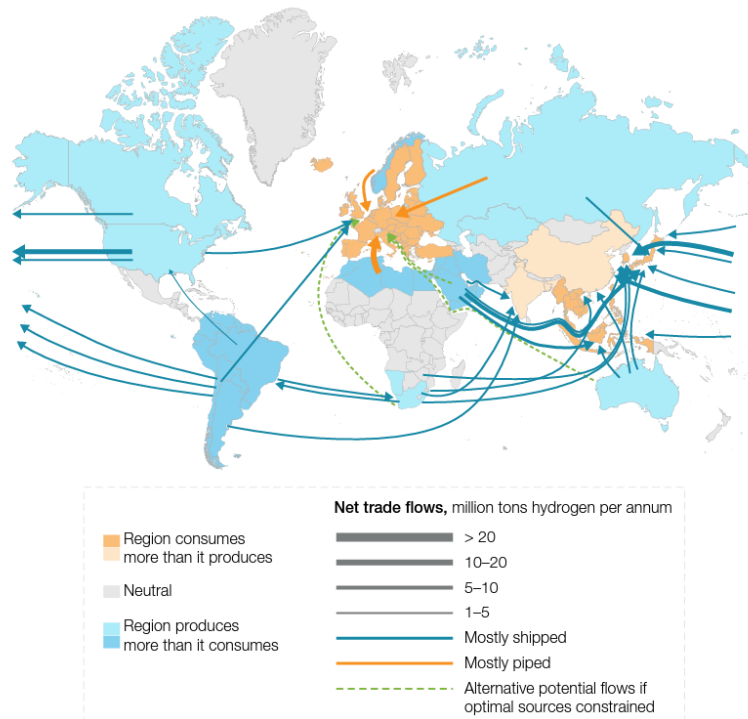 Net trade flows, million tons hydrogen per annum
Region consumes
more than it produces
Neutral
Region produces
more than it consumes
> 20
10–20
5–10
1–5
Mostly shipped
Mostly piped
Alternative potential flows if
optimal sources constrained